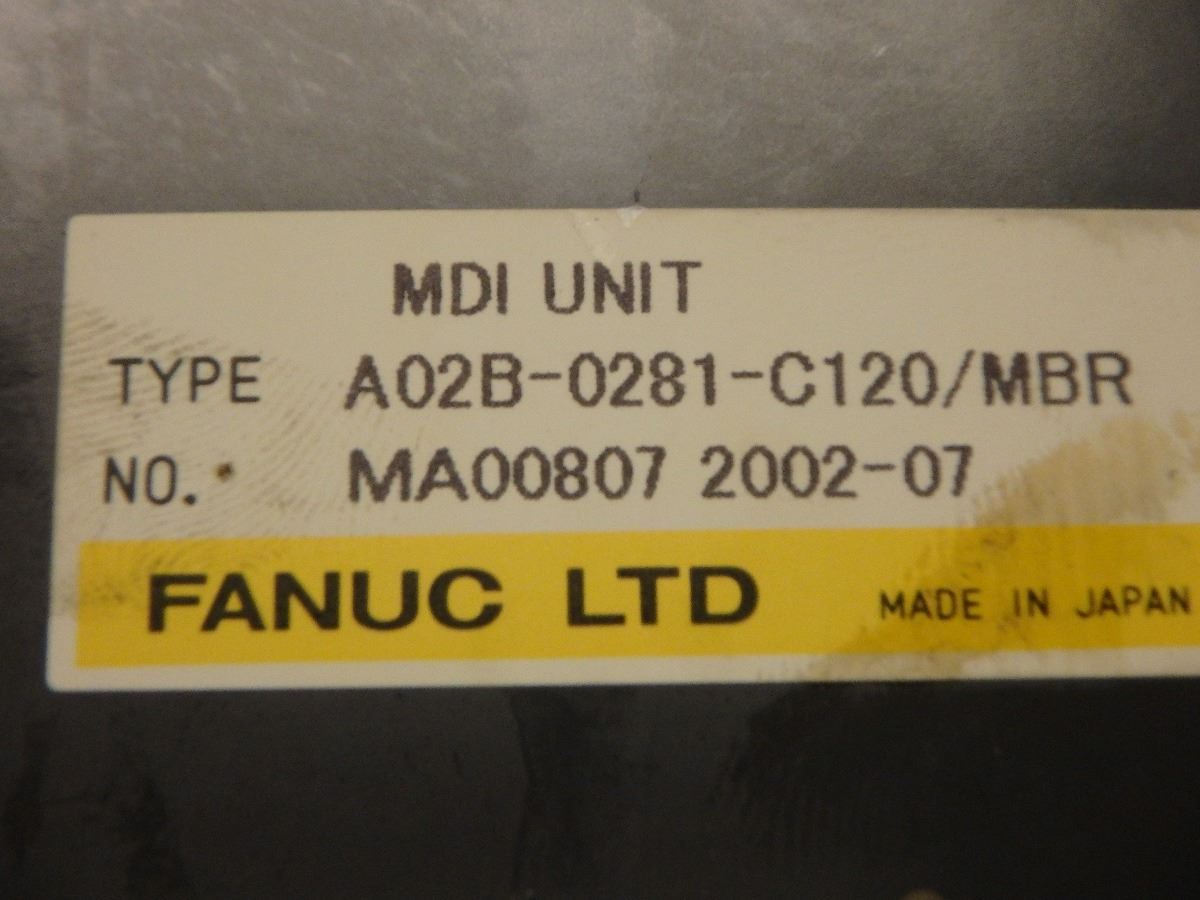 MDI UNIT
TYPE A02B-0281-C120/MBR
NO. MA00807 2002-07
FANUC LTD MADE IN JAPAN